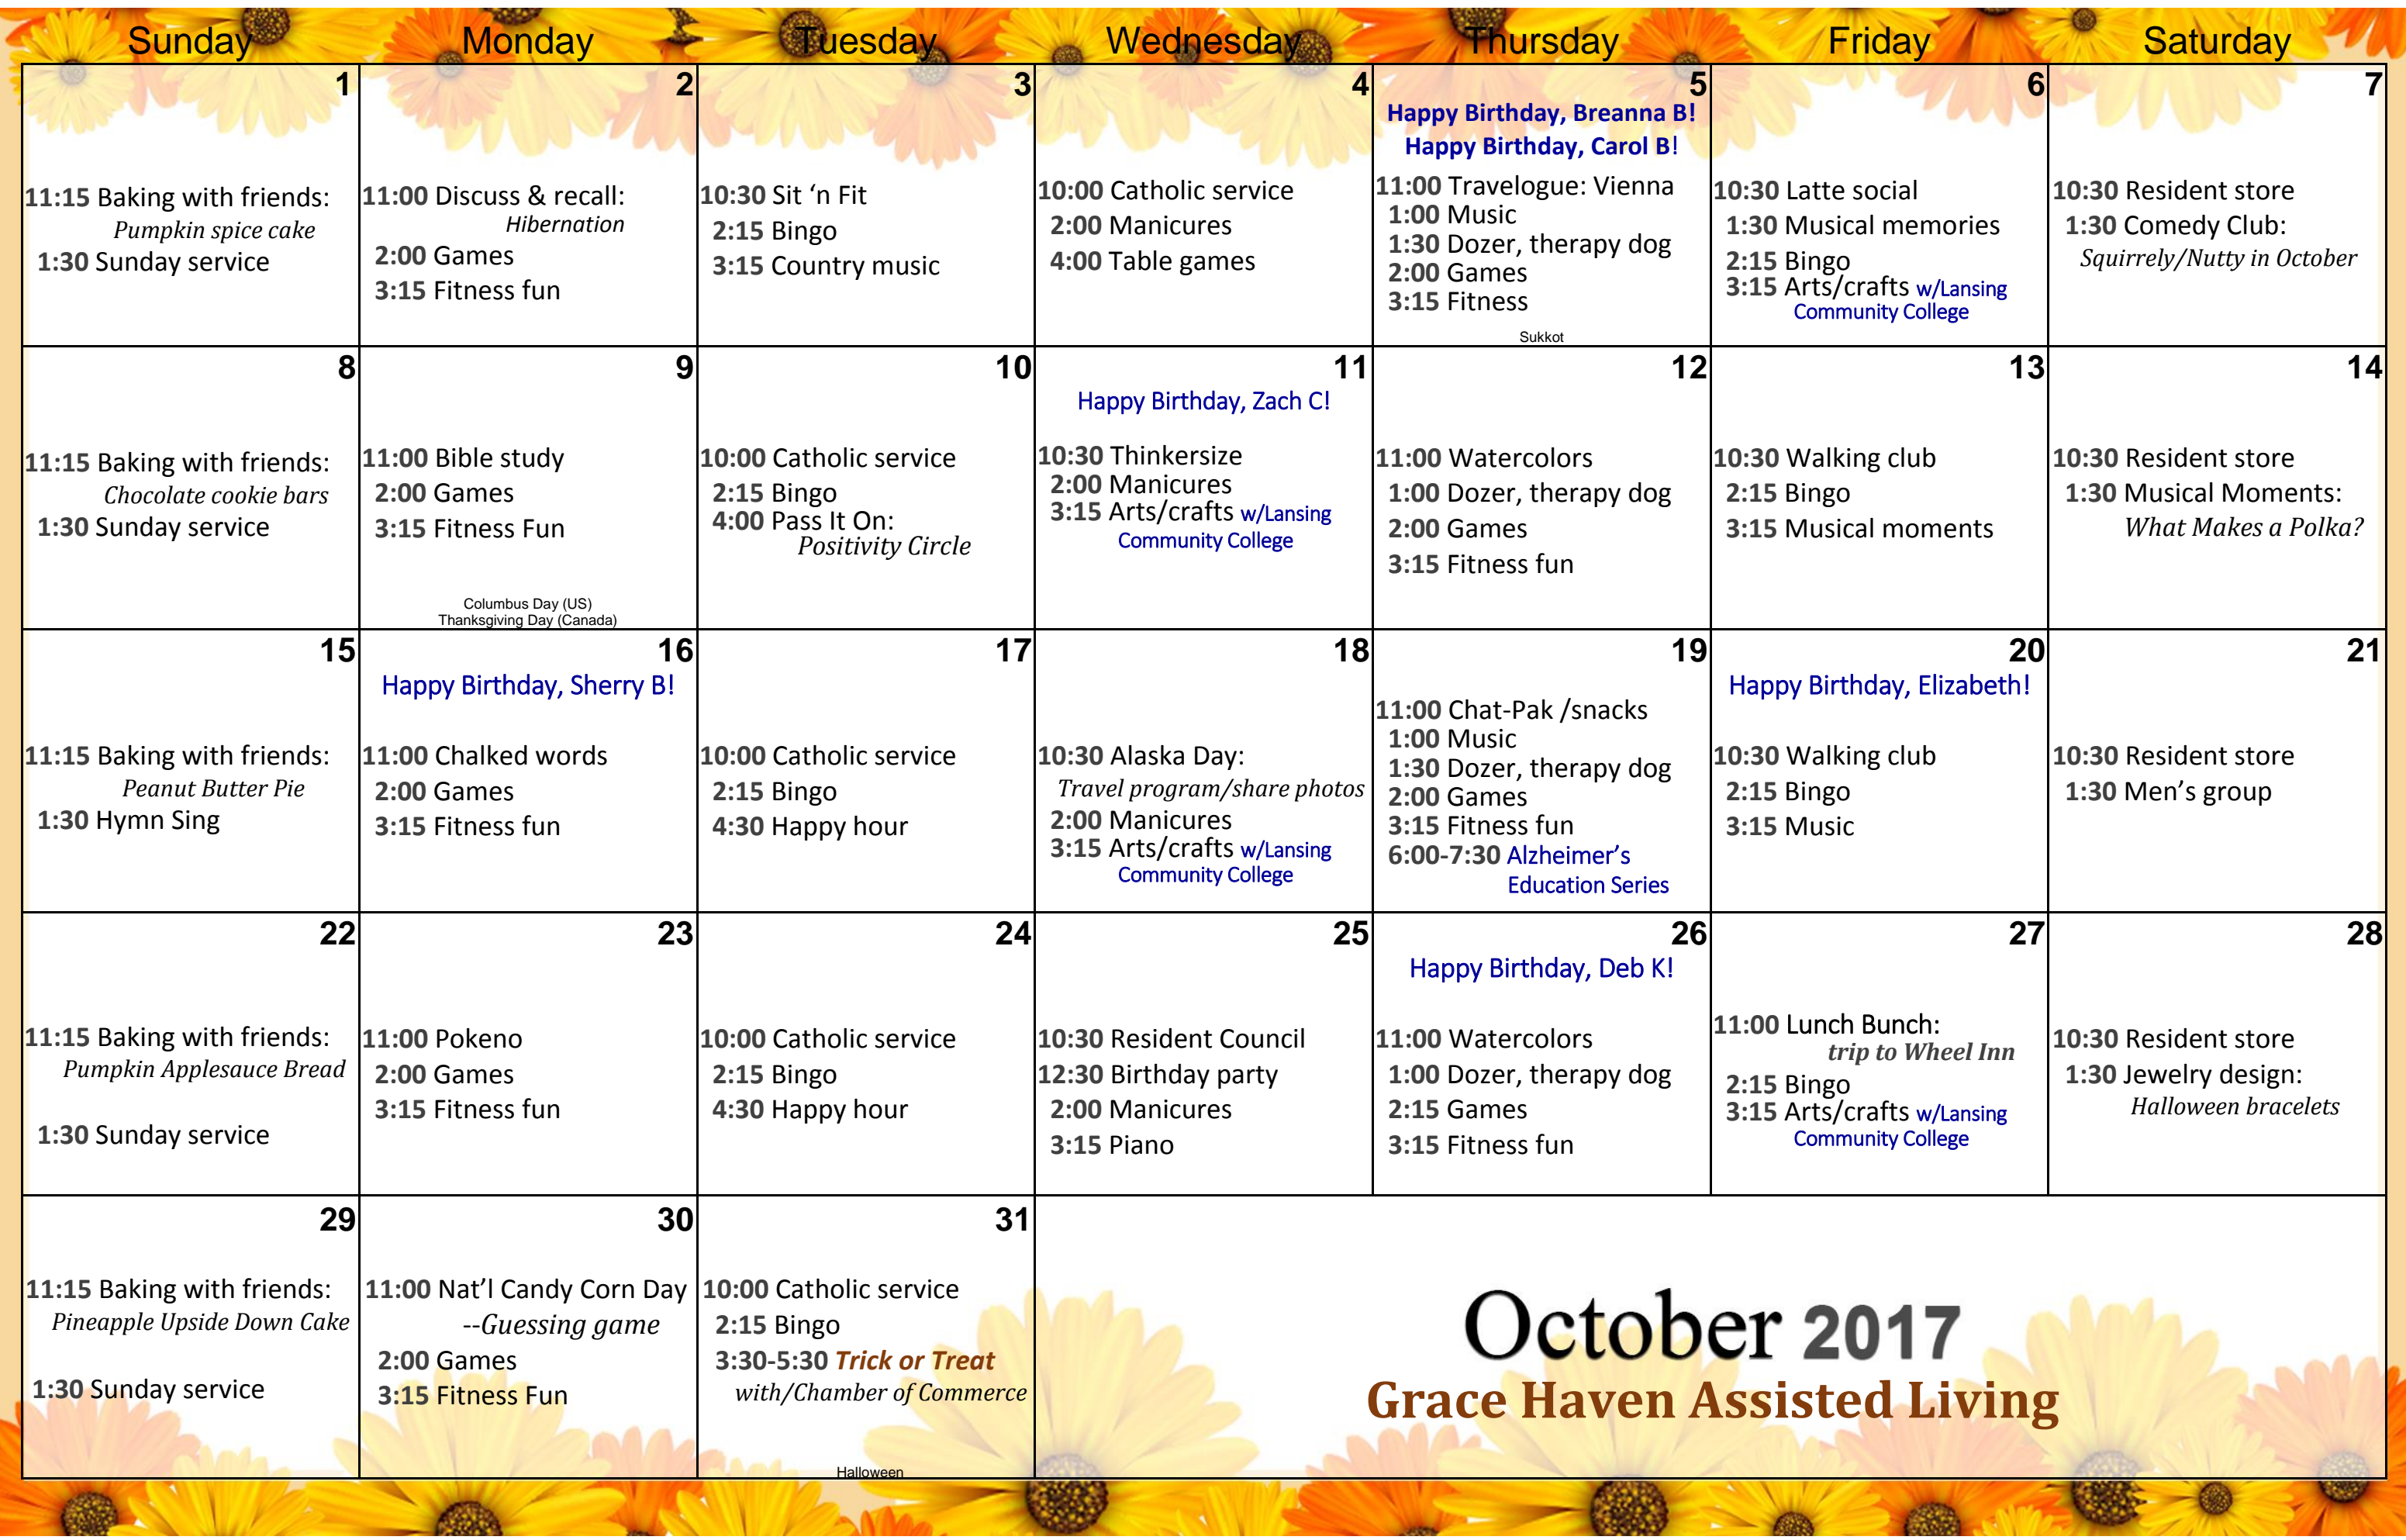 Sunday Monday Tuesday Wednesday Thursday Friday Saturday
1
11:15 Baking with friends:
Pumpkin spice cake
1:30 Sunday service
2
11:00 Discuss & recall:
Hibernation
2:00 Games
3:15 Fitness fun
3
10:30 Sit ‘n Fit
2:15 Bingo
3:15 Country music
4
10:00 Catholic service
2:00 Manicures
4:00 Table games
5
Happy Birthday, Breanna B!
Happy Birthday, Carol B!
11:00 Travelogue: Vienna
1:00 Music
1:30 Dozer, therapy dog
2:00 Games
3:15 Fitness
Sukkot
6
10:30 Latte social
1:30 Musical memories
2:15 Bingo
3:15 Arts/crafts w/Lansing
Community College
7
10:30 Resident store
1:30 Comedy Club:
Squirrely/Nutty in October
8
11:15 Baking with friends:
Chocolate cookie bars
1:30 Sunday service
9
11:00 Bible study
2:00 Games
3:15 Fitness Fun
Columbus Day (US)
Thanksgiving Day (Canada)
10
10:00 Catholic service
2:15 Bingo
4:00 Pass It On:
Positivity Circle
11
Happy Birthday, Zach C!
10:30 Thinkersize
2:00 Manicures
3:15 Arts/crafts w/Lansing
Community College
12
11:00 Watercolors
1:00 Dozer, therapy dog
2:00 Games
3:15 Fitness fun
13
10:30 Walking club
2:15 Bingo
3:15 Musical moments
14
10:30 Resident store
1:30 Musical Moments:
What Makes a Polka?
15
11:15 Baking with friends:
Peanut Butter Pie
1:30 Hymn Sing
16
Happy Birthday, Sherry B!
11:00 Chalked words
2:00 Games
3:15 Fitness fun
17
10:00 Catholic service
2:15 Bingo
4:30 Happy hour
18
10:30 Alaska Day:
Travel program/share photos
2:00 Manicures
3:15 Arts/crafts w/Lansing
Community College
19
11:00 Chat-Pak /snacks
1:00 Music
1:30 Dozer, therapy dog
2:00 Games
3:15 Fitness fun
6:00-7:30 Alzheimer’s
Education Series
20
Happy Birthday, Elizabeth!
10:30 Walking club
2:15 Bingo
3:15 Music
21
10:30 Resident store
1:30 Men’s group
22
11:15 Baking with friends:
Pumpkin Applesauce Bread
1:30 Sunday service
23
11:00 Pokeno
2:00 Games
3:15 Fitness fun
24
10:00 Catholic service
2:15 Bingo
4:30 Happy hour
25
10:30 Resident Council
12:30 Birthday party
2:00 Manicures
3:15 Piano
26
Happy Birthday, Deb K!
11:00 Watercolors
1:00 Dozer, therapy dog
2:15 Games
3:15 Fitness fun
27
11:00 Lunch Bunch:
trip to Wheel Inn
2:15 Bingo
3:15 Arts/crafts w/Lansing
Community College
28
10:30 Resident store
1:30 Jewelry design:
Halloween bracelets
29
11:15 Baking with friends:
Pineapple Upside Down Cake
1:30 Sunday service
30
11:00 Nat’l Candy Corn Day
--Guessing game
2:00 Games
3:15 Fitness Fun
31
10:00 Catholic service
2:15 Bingo
3:30-5:30 Trick or Treat
with/Chamber of Commerce
Halloween
October 2017
Grace Haven Assisted Living